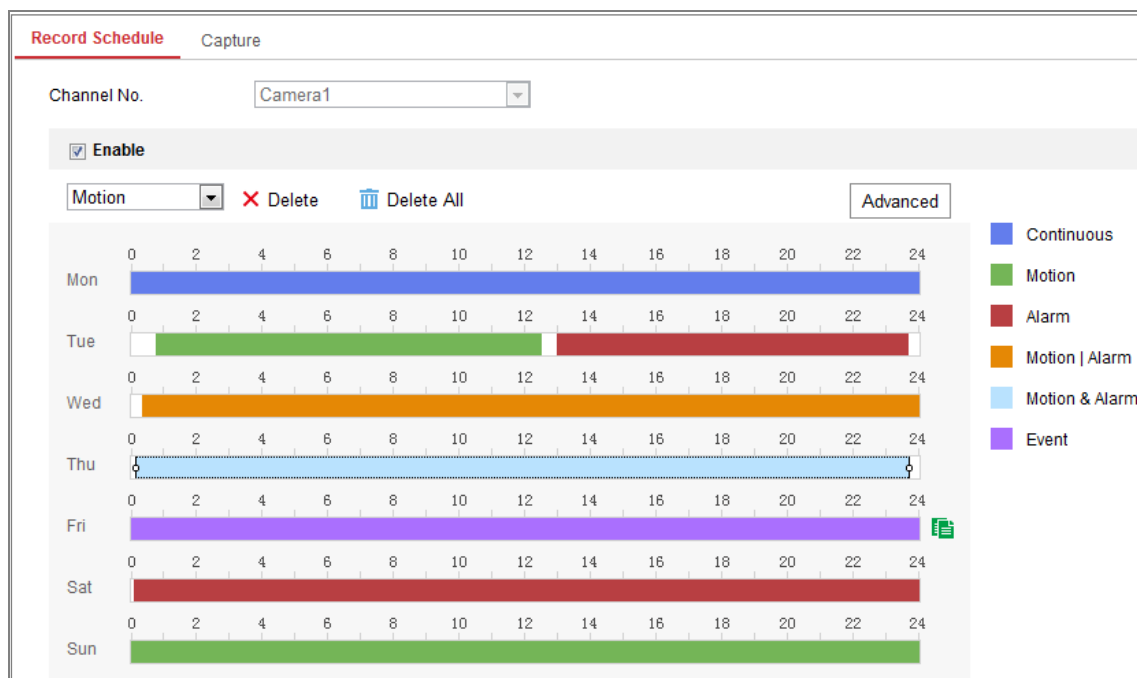 Record Schedule Capture
Channel No. Camera1
Enable
Motion Delete Delete All Advanced
Continuous
Motion
Alarm
Motion | Alarm
Motion & Alarm
Event
0 2 4 6 8 10 12 14 16 18 20 22 24
Mon
0 2 4 6 8 10 12 14 16 18 20 22 24
Tue
0 2 4 6 8 10 12 14 16 18 20 22 24
Wed
0 2 4 6 8 10 12 14 16 18 20 22 24
Thu
0 2 4 6 8 10 12 14 16 18 20 22 24
Fri
0 2 4 6 8 10 12 14 16 18 20 22 24
Sat
0 2 4 6 8 10 12 14 16 18 20 22 24
Sun